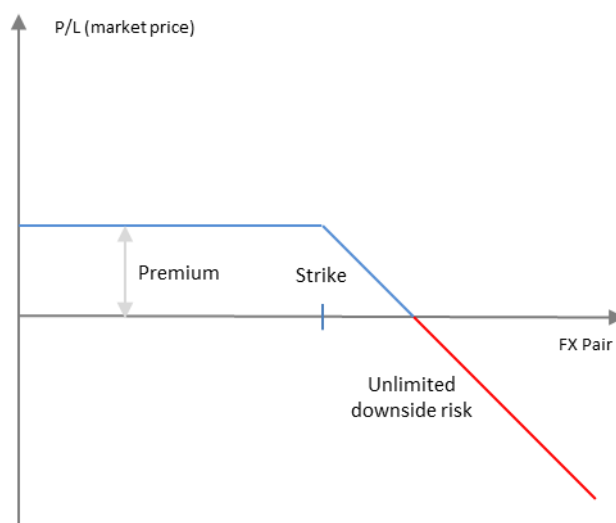 P/L (market price)
Premium
Strike
FX Pair
Unlimited
downside risk